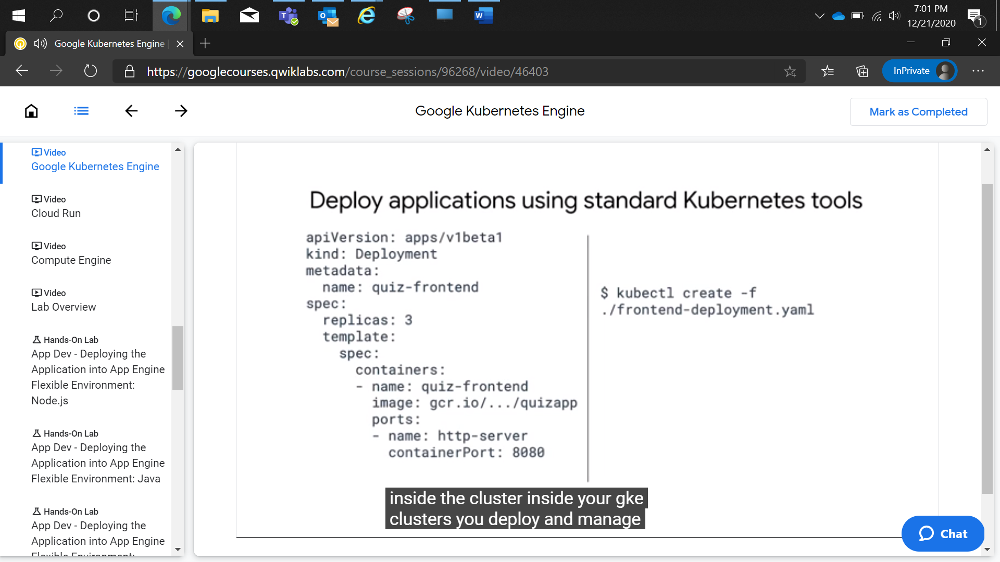 7:01 PM
12/21/2020
1
Google Kubernetes Engine |
https://googlecourses.qwiklabs.com/course_sessions/96268/video/46403
InPrivate
Google Kubernetes Engine
Mark as Completed
Video
Google Kubernetes Engine
Video
Cloud Run
Video
Compute Engine
Video
Lab Overview
Hands-On Lab
App Dev - Deploying the
Application into App Engine
Flexible Environment:
Node.js
Hands-On Lab
App Dev - Deploying the
Application into App Engine
Flexible Environment: Java
Hands-On Lab
App Dev - Deploying the
Application into App Engine
Flexible Environment:
Deploy applications using standard Kubernetes tools
apiVersion: apps/v1beta1
kind: Deployment
metadata:
name: quiz-frontend
spec:
replicas: 3
template:
spec:
containers:
- name: quiz-frontend
image: gcr.io/.../quizapp
ports:
- name: http-server
containerPort: 8080
$ kubectl create -f
./frontend-deployment.yaml
inside the cluster inside your gke
clusters you deploy and manage
Chat